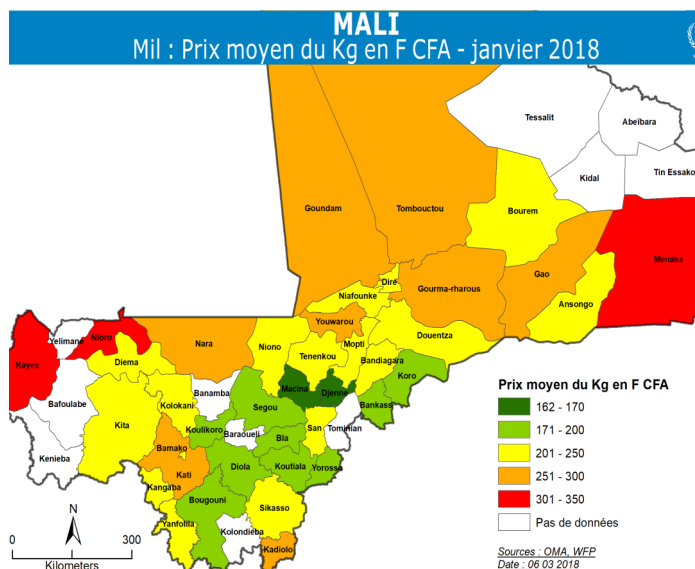 MALI
Mil : Prix moyen du Kg en F CFA - janvier 2018
Tessalit
Abeïbara
Kidal
Tin Essako
Goundam
Tombouctou
Bourem
Menaka
Gao
Gourma-rharous
Ansongo
Diré
Niafounke
Youwarou
Douentza
Mopti
Niono
Tenenkou
Bandiagara
Koro
Nara
Yelimane
Nioro
Kayes
Diema
Bafoulabe
Kolokani
Banamba
Macina
Djenne
Bankass
Segou
Kita
Koulikoro
Baraoueli
San
Tominian
Bla
Kenieba
Bamako
Kati
Diola
Koutiala
Yorossa
Kangaba
Bougouni
Sikasso
Yanfolila
Kolondieba
Kadiolo
N
0 300
Kilometers
Prix moyen du Kg en F CFA
162 - 170
171 - 200
201 - 250
251 - 300
301 - 350
Pas de données
Sources : OMA, WFP
Date : 06 03 2018